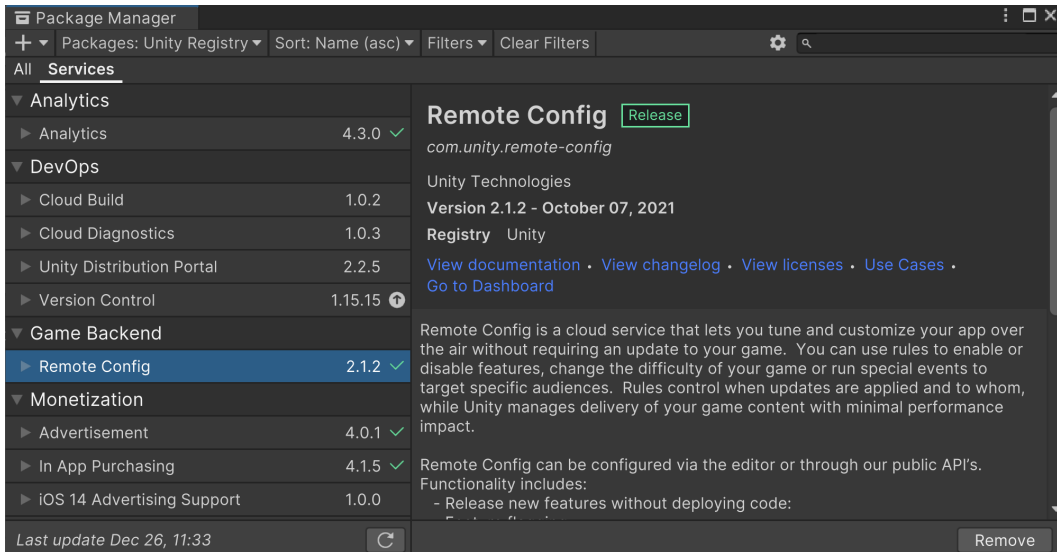 Package Manager
Packages: Unity Registry Sort: Name (asc) Filters Clear Filters
All Services
Analytics
Analytics 4.3.0
DevOps
Cloud Build 1.0.2
Cloud Diagnostics 1.0.3
Unity Distribution Portal 2.2.5
Version Control 1.15.15
Game Backend
Remote Config 2.1.2
Monetization
Advertisement 4.0.1
In App Purchasing 4.1.5
iOS 14 Advertising Support 1.0.0
Last update Dec 26, 11:33
Remote Config Release
com.unity.remote-config
Unity Technologies
Version 2.1.2 - October 07, 2021
Registry Unity
View documentation • View changelog • View licenses • Use Cases •
Go to Dashboard
Remote Config is a cloud service that lets you tune and customize your app over
the air without requiring an update to your game.  You can use rules to enable or
disable features, change the difficulty of your game or run special events to
target specific audiences.  Rules control when updates are applied and to whom,
while Unity manages delivery of your game content with minimal performance
impact.
Remote Config can be configured via the editor or through our public API's.
Functionality includes:
- Release new features without deploying code:
Remove